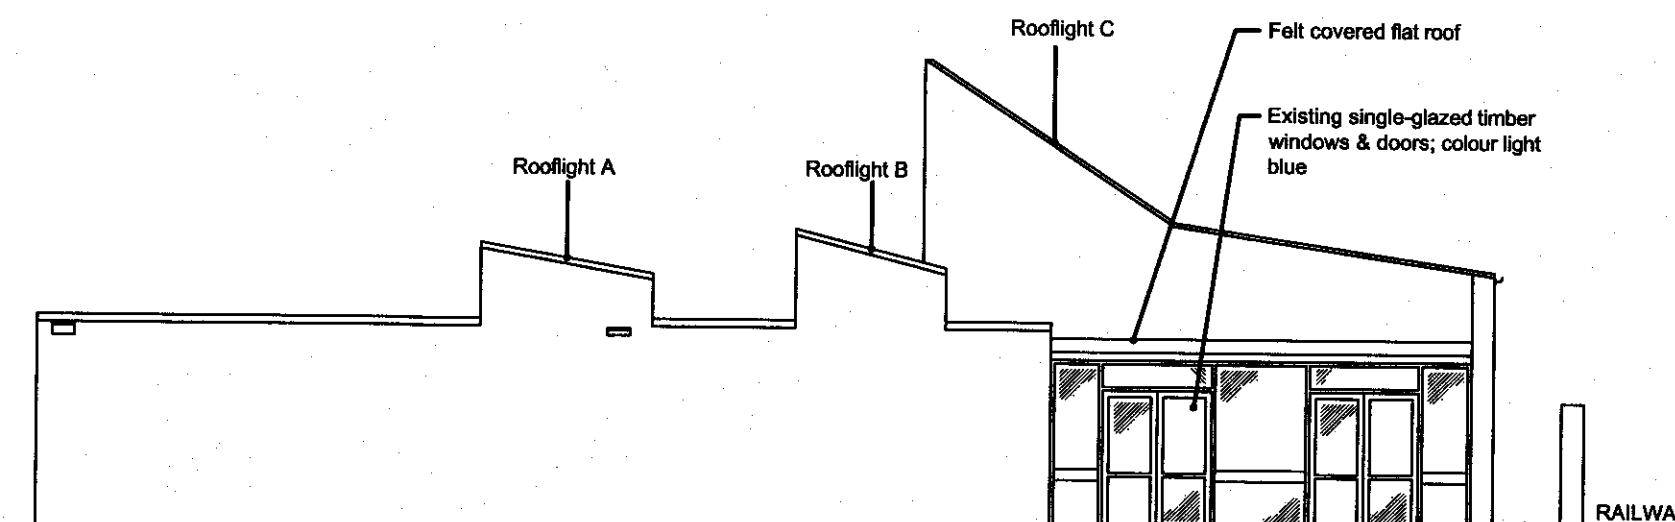 Rooflight C
Felt covered flat roof
Existing single-glazed timber
windows & doors; colour light
blue
Rooflight A
Rooflight B
RAILWA